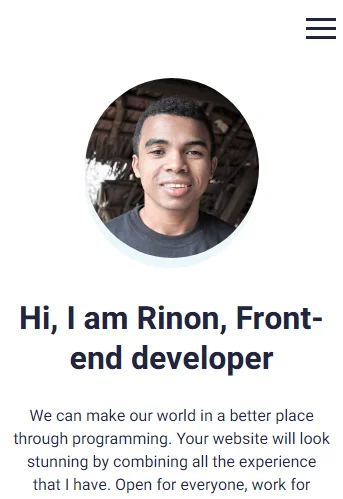 Hi, I am Rinon, Front-
end developer
We can make our world in a better place
through programming. Your website will look
stunning by combining all the experience
that I have. Open for everyone, work for